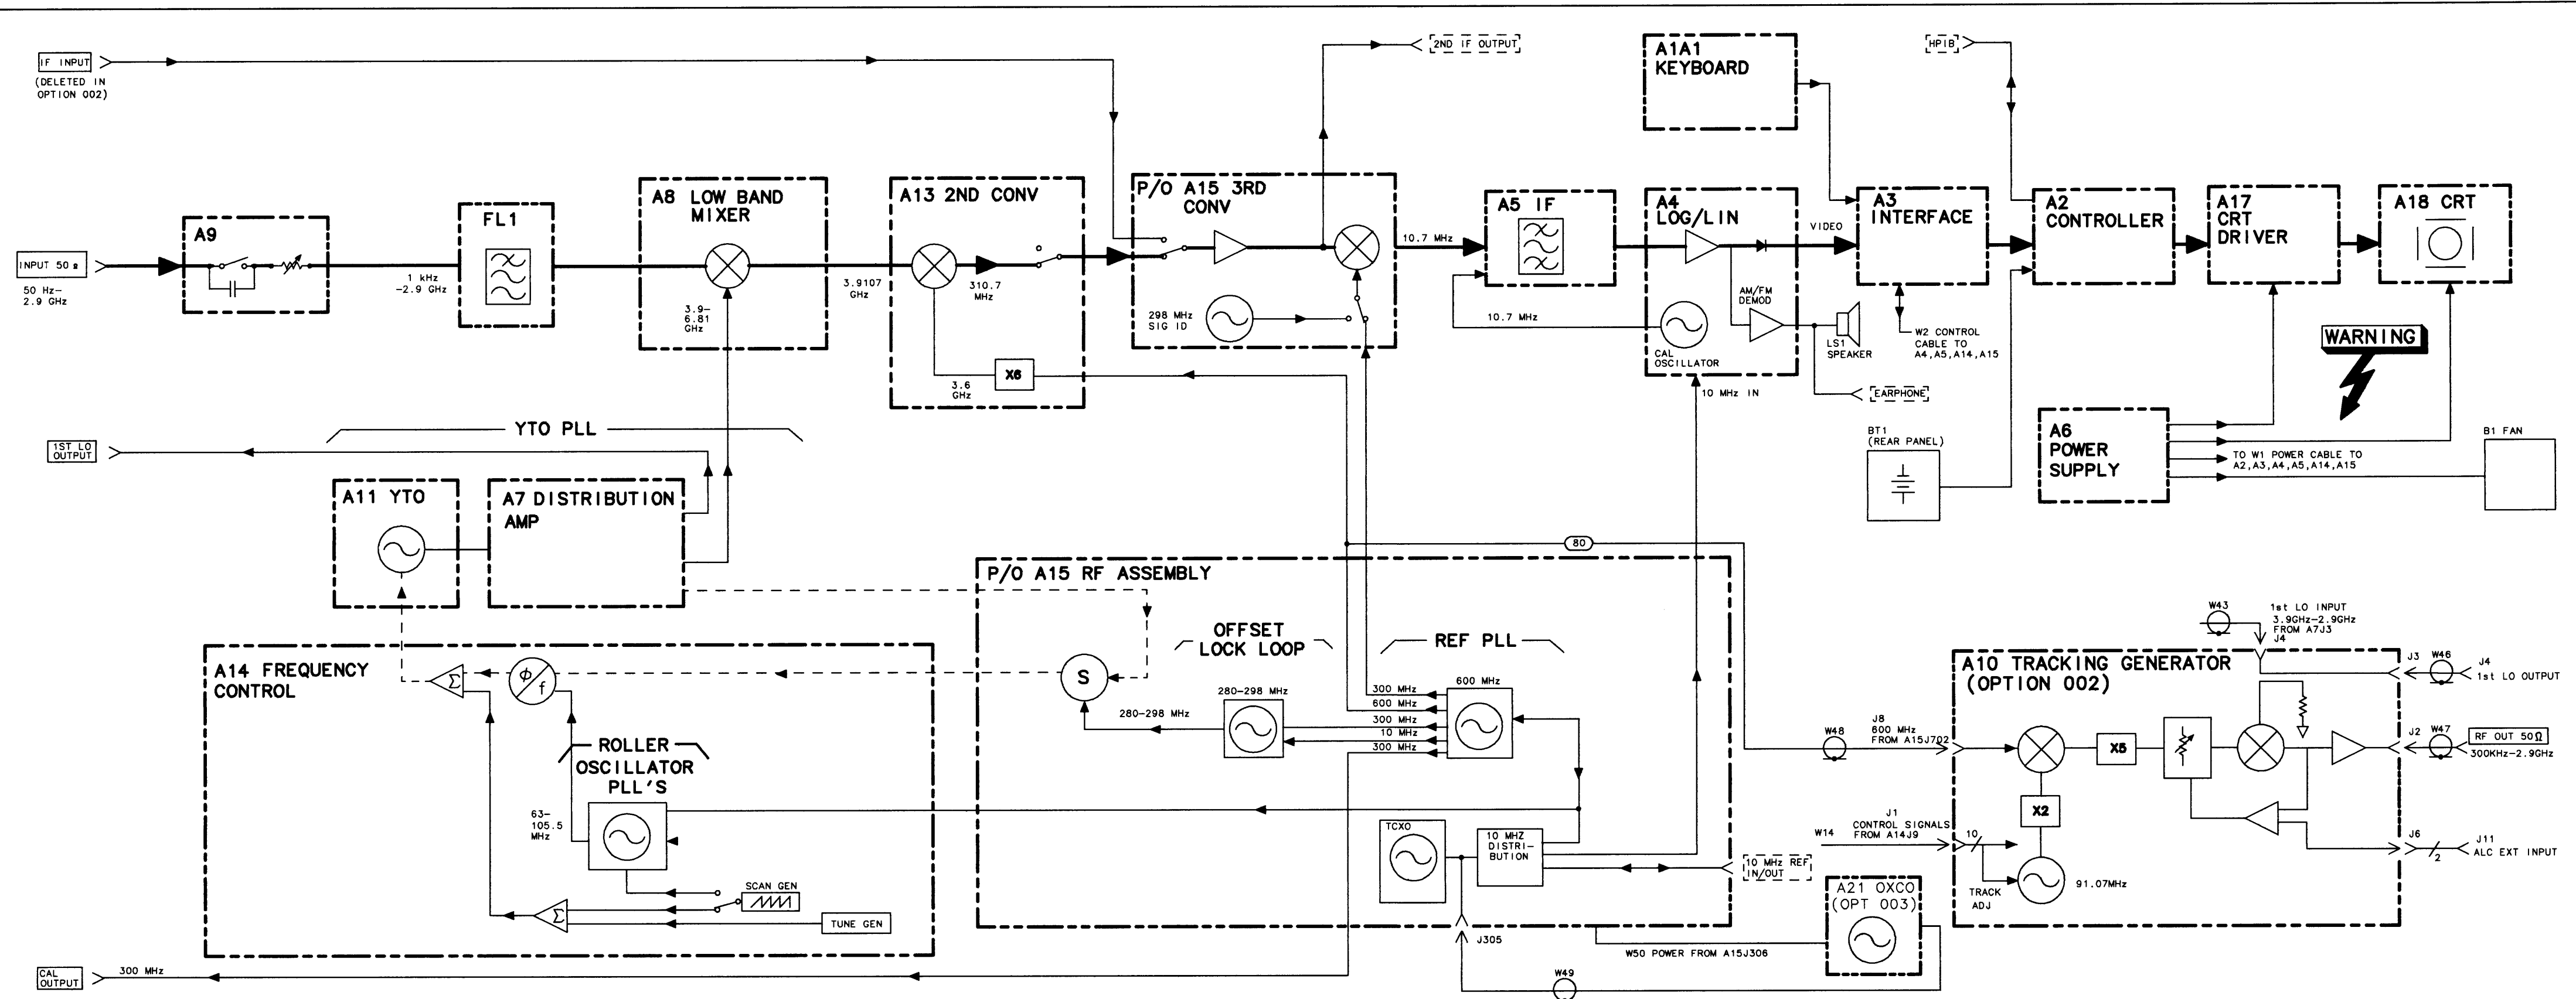 IF INPUT
(DELETED IN
OPTION 002)
2ND IF OUTPUT
A1A1
KEYBOARD
HPIB
INPUT 50 Ω
50 Hz-
2.9 GHz
A9
1 kHz
-2.9 GHz
FL1
A8 LOW BAND
MIXER
3.9-
6.81
GHz
3.9107
GHz
A13 2ND CONV
310.7
MHz
3.6
GHz
X6
P/O A15 3RD
CONV
298 MHz
SIG ID
10.7 MHz
A5 IF
10.7 MHz
A4
LOG/LIN
AM/FM
DEMOD
CAL
OSCILLATOR
10 MHz IN
VIDEO
LS1
SPEAKER
EARPHONE
A3
INTERFACE
W2 CONTROL
CABLE TO
A4,A5,A14,A15
A2
CONTROLLER
A17
CRT
DRIVER
A18 CRT
WARNING
BT1
(REAR PANEL)
A6
POWER
SUPPLY
TO W1 POWER CABLE TO
A2,A3,A4,A5,A14,A15
B1 FAN
1ST LO
OUTPUT
YTO PLL
A11 YTO
A7 DISTRIBUTION
AMP
80
P/O A15 RF ASSEMBLY
OFFSET
LOCK LOOP
REF PLL
S
280-298 MHz
280-298 MHz
300 MHz
600 MHz
300 MHz
10 MHz
300 MHz
600 MHz
TCXO
10 MHZ
DISTRI-
BUTION
10 MHz REF
IN/OUT
J305
W50 POWER FROM A15J306
W49
A21 OXCO
(OPT 003)
A14 FREQUENCY
CONTROL
Σ
Φ/f
ROLLER
OSCILLATOR
PLL'S
63-
105.5
MHz
SCAN GEN
Σ
TUNE GEN
CAL
OUTPUT
300 MHz
W43
1st LO INPUT
3.9GHz-2.9GHz
FROM A7J3
J4
A10 TRACKING GENERATOR
(OPTION 002)
J3
W46
J4
1st LO OUTPUT
W48
J8
600 MHz
FROM A15J702
X5
X2
J2
W47
RF OUT 50Ω
300KHz-2.9GHz
W14
J1
CONTROL SIGNALS
FROM A14J9
10
TRACK
ADJ
91.07MHz
J6
2
J11
ALC EXT INPUT